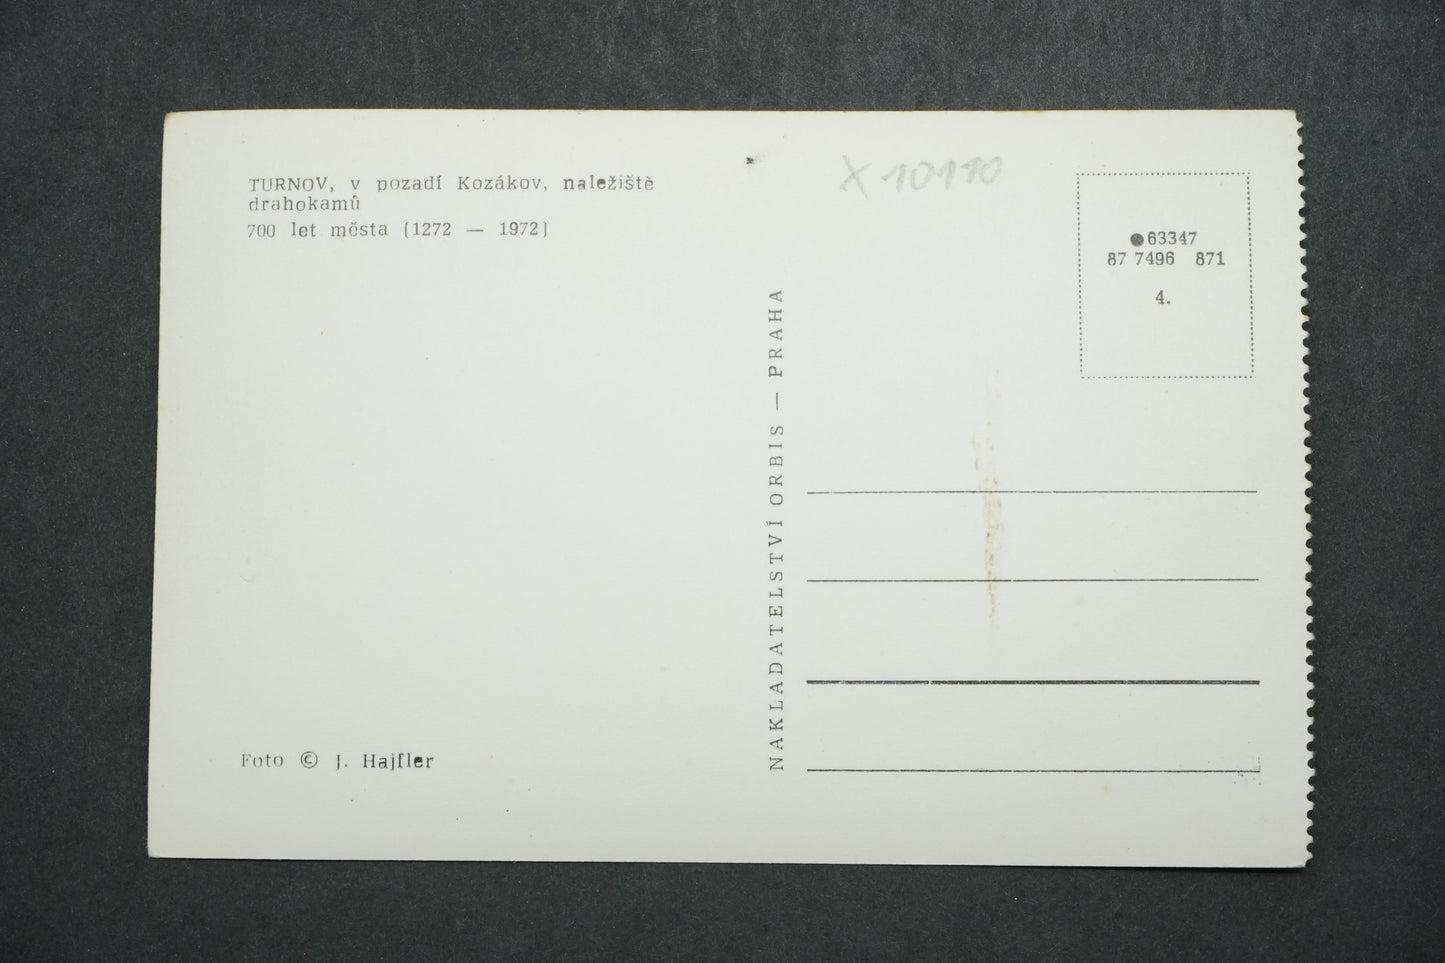 TURNOV, v pozadí Kozákov, naležiště
drahokamů
700 let města (1272 — 1972)
Foto © J. Hajfler
NAKLADATELSTVÍ ORBIS — PRAHA
X 10110
●63347
87 7496 871
4.